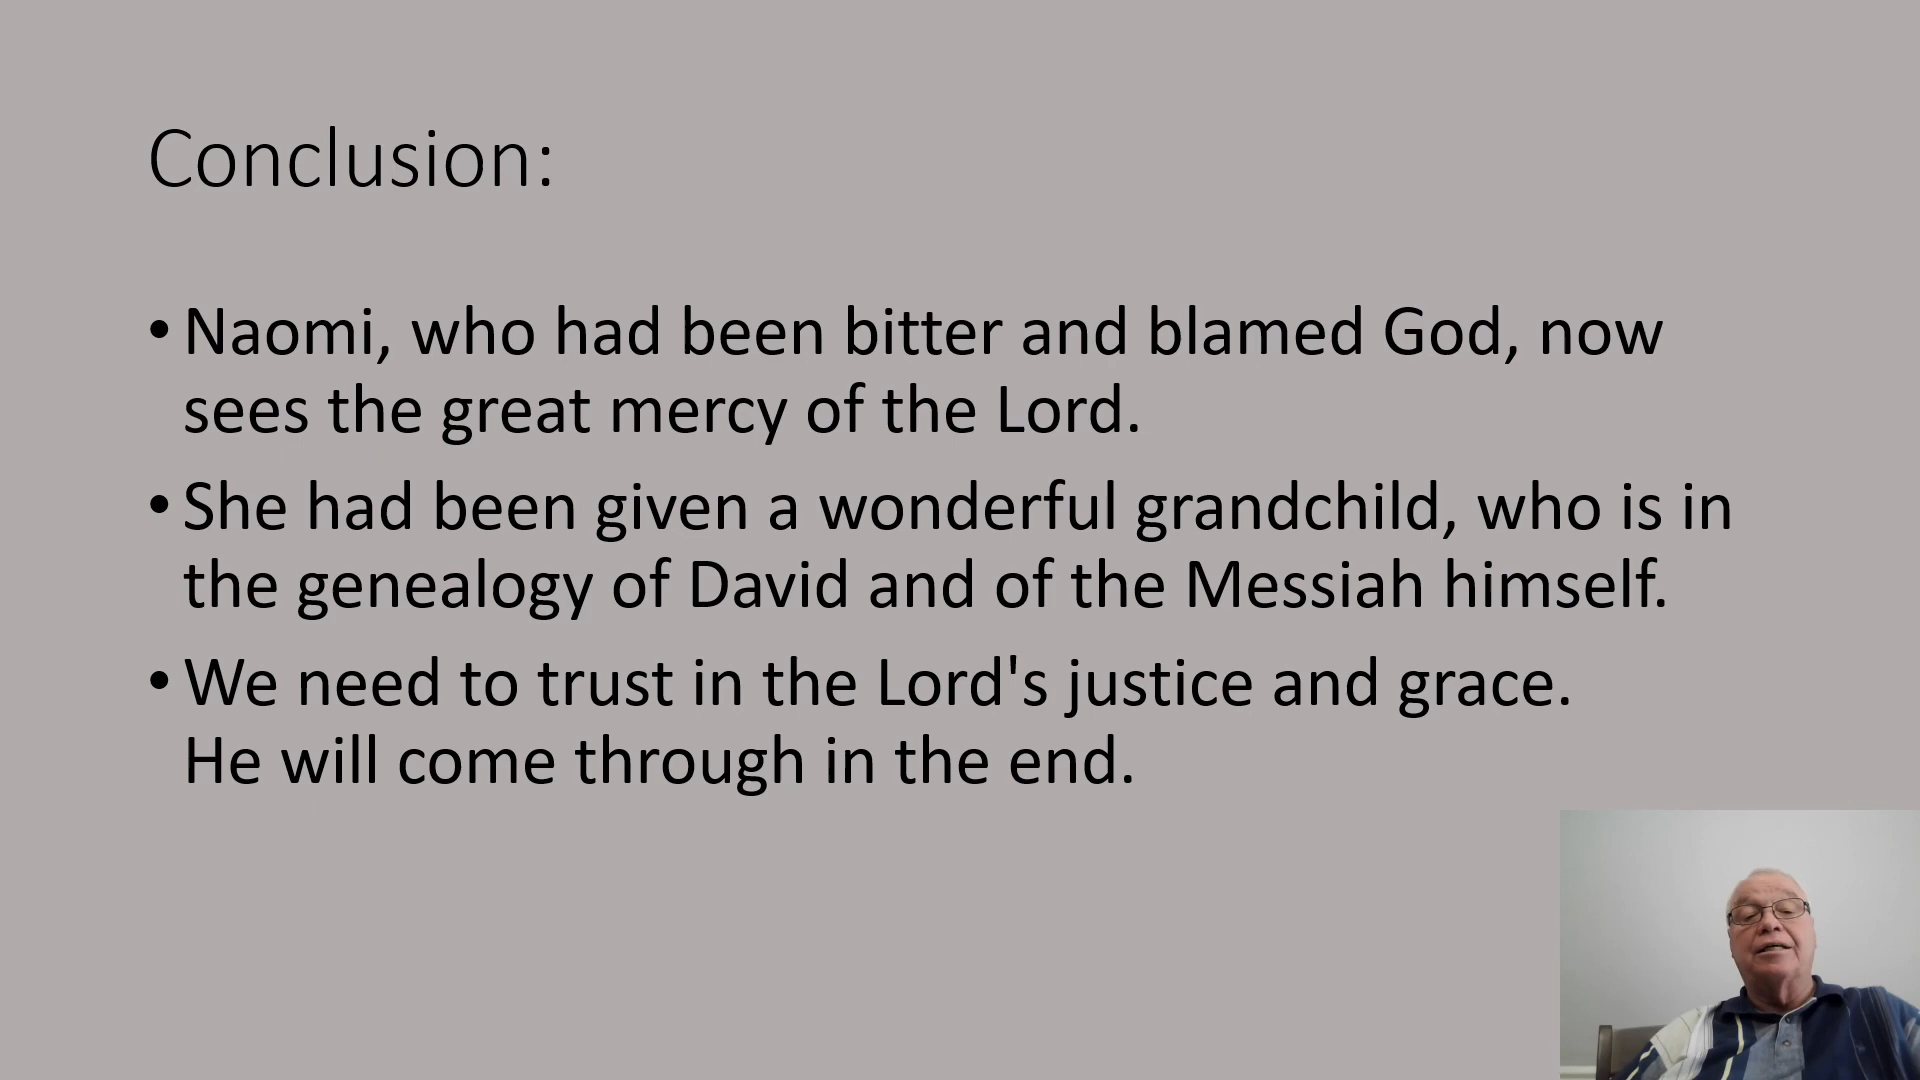 Conclusion:
• Naomi, who had been bitter and blamed God, now
sees the great mercy of the Lord.
• She had been given a wonderful grandchild, who is in
the genealogy of David and of the Messiah himself.
• We need to trust in the Lord's justice and grace.
He will come through in the end.